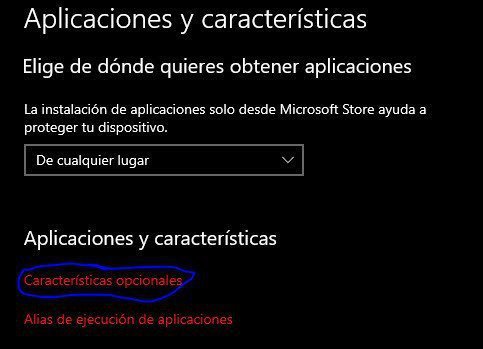 Aplicaciones y características
Elige de dónde quieres obtener aplicaciones
La instalación de aplicaciones solo desde Microsoft Store ayuda a
proteger tu dispositivo.
De cualquier lugar
Aplicaciones y características
Características opcionales
Alias de ejecución de aplicaciones